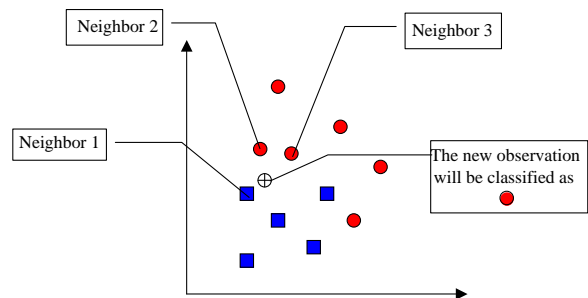 Neighbor 2
Neighbor 3
Neighbor 1
The new observation
will be classified as